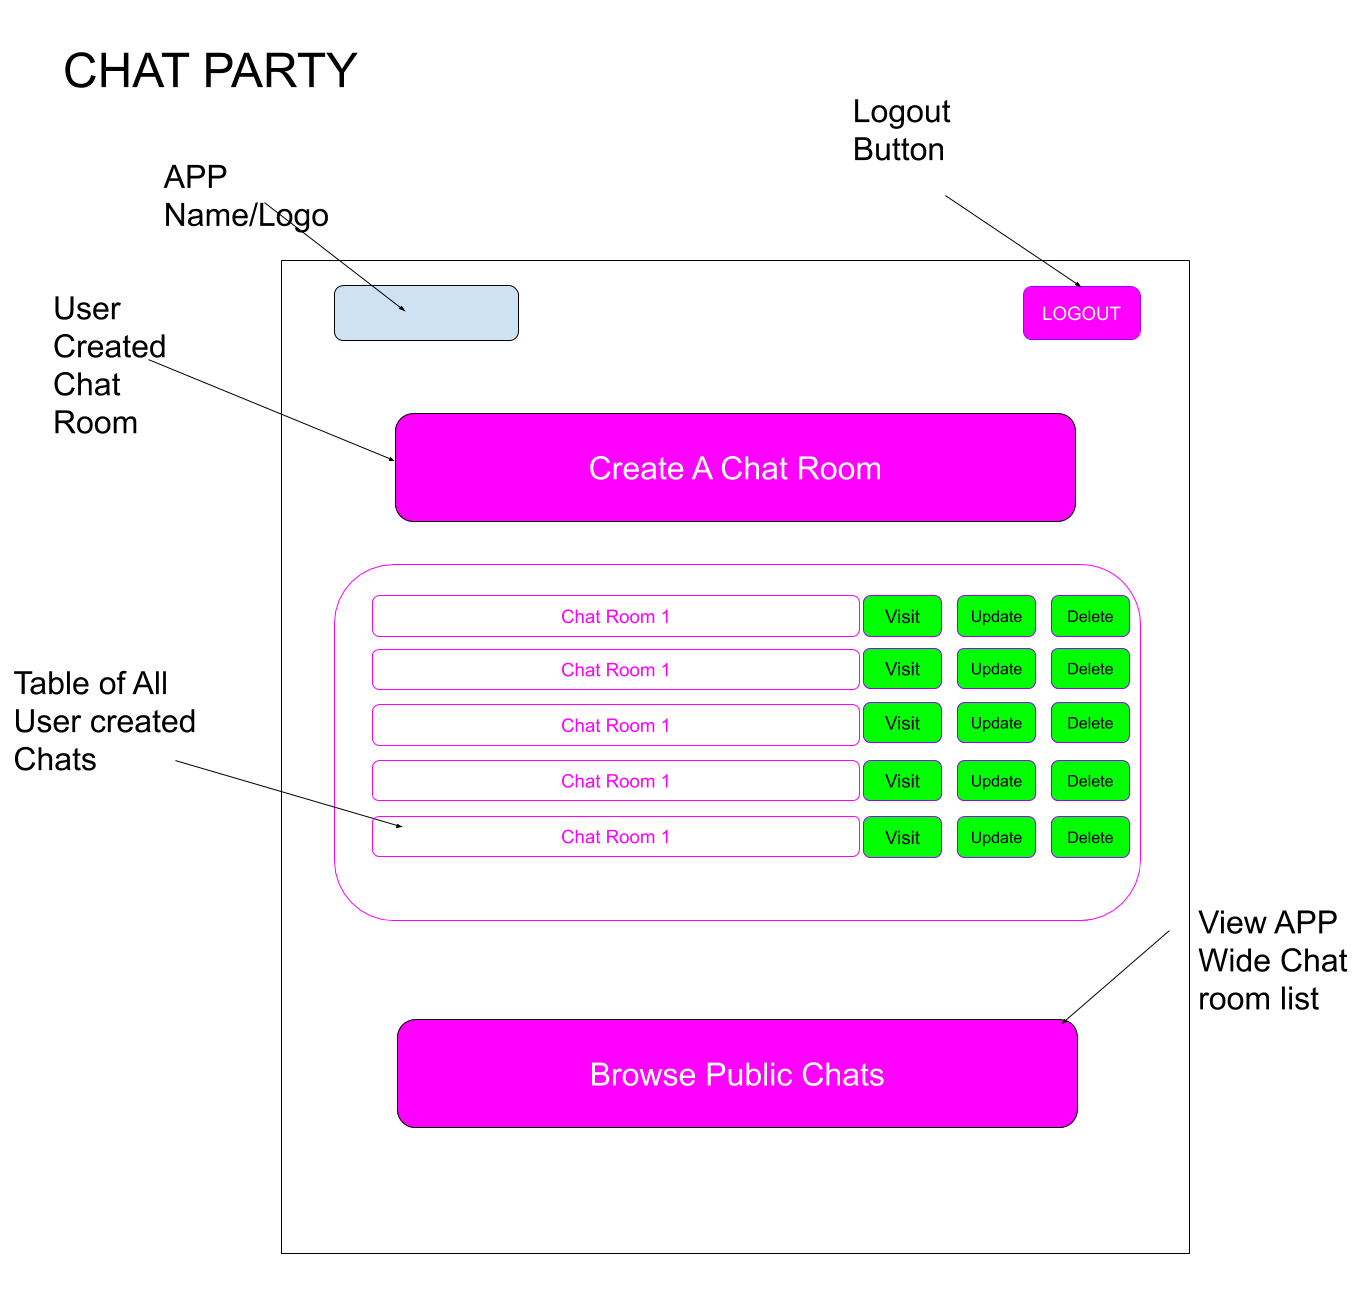 CHAT PARTY
Logout
Button
APP
Name/Logo
User
Created
Chat
Room
LOGOUT
Create A Chat Room
Chat Room 1 Visit Update Delete
Chat Room 1 Visit Update Delete
Chat Room 1 Visit Update Delete
Chat Room 1 Visit Update Delete
Chat Room 1 Visit Update Delete
Table of All
User created
Chats
View APP
Wide Chat
room list
Browse Public Chats